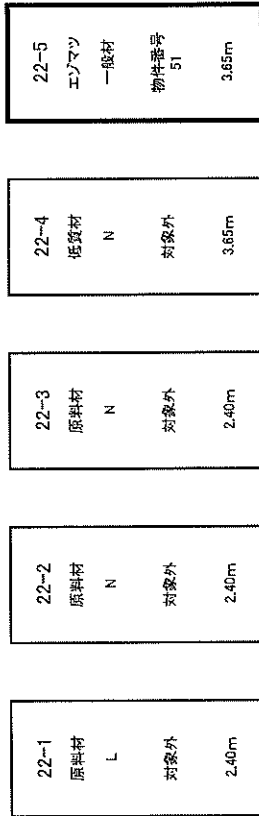 22-5
エゾマツ
一般材
物件番号
51
3.65m
22-4
低質材
N
対象外
3.65m
22-3
原料材
N
対象外
2.40m
22-2
原料材
N
対象外
2.40m
22-1
原料材
L
対象外
2.40m